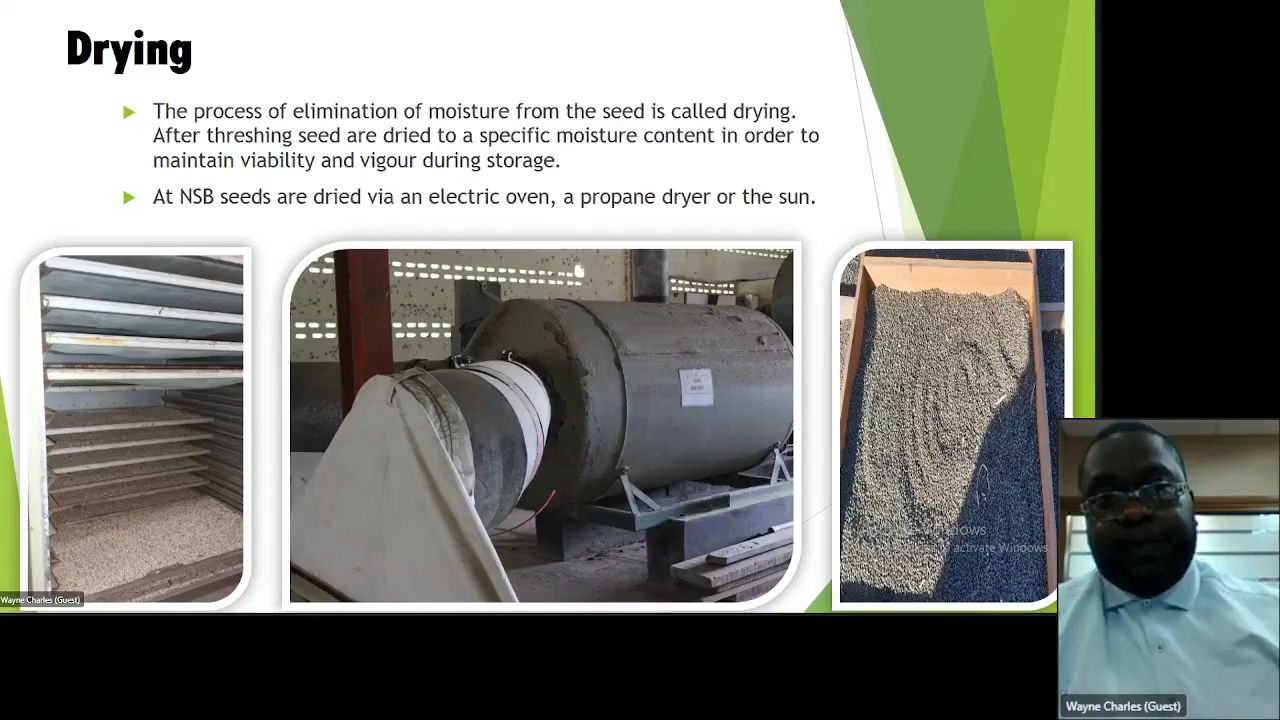 Drying
The process of elimination of moisture from the seed is called drying.
After threshing seed are dried to a specific moisture content in order to
maintain viability and vigour during storage.
At NSB seeds are dried via an electric oven, a propane dryer or the sun.
activate Windows
Wayne Charles (Guest)
Wayne Charles (Guest)